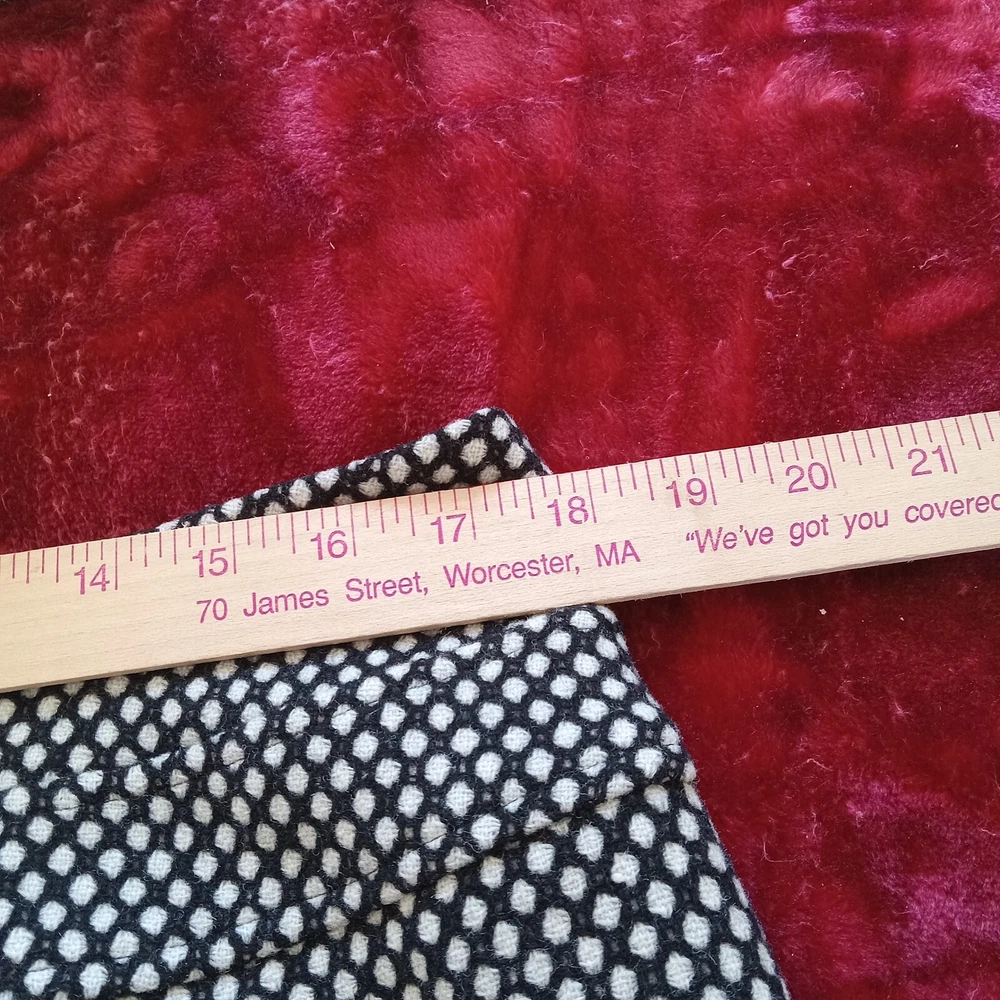 14 15 16 17 18 19 20 21
70 James Street, Worcester, MA "We've got you covered